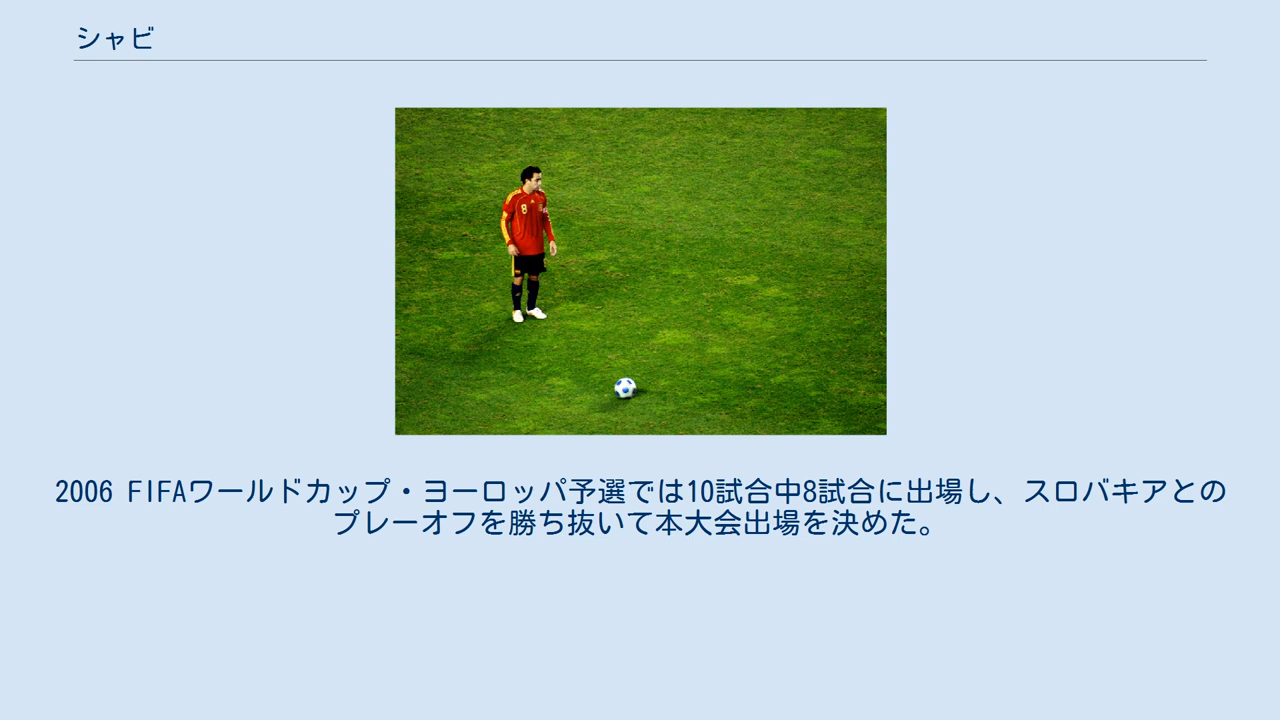 シャビ
8
2006 FIFAワールドカップ・ヨーロッパ予選では10試合中8試合に出場し、スロバキアとの
プレーオフを勝ち抜いて本大会出場を決めた。